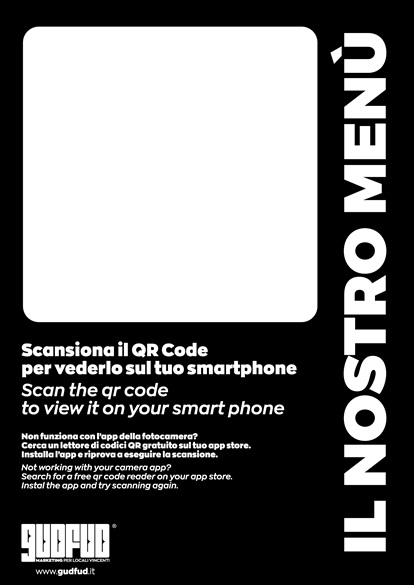 IL NOSTRO MENÙ
Scansiona il QR Code
per vederlo sul tuo smartphone
Scan the qr code
to view it on your smart phone
Non funziona con l'app della fotocamera?
Cerca un lettore di codici QR gratuito sul tuo app store.
Installa l'app e riprova a eseguire la scansione.
Not working with your camera app?
Search for a free qr code reader on your app store.
Instal the app and try scanning again.
GUDFUD®
MARKETING PER LOCALI VINCENTI
www.gudfud.it